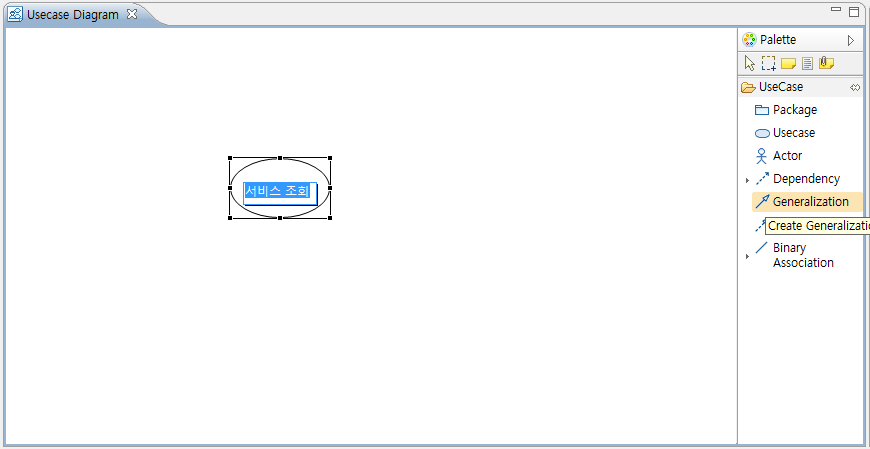 Usecase Diagram
Palette
UseCase
Package
Usecase
Actor
Dependency
Generalization
Create Generalizatio
Binary
Association
서비스 조회